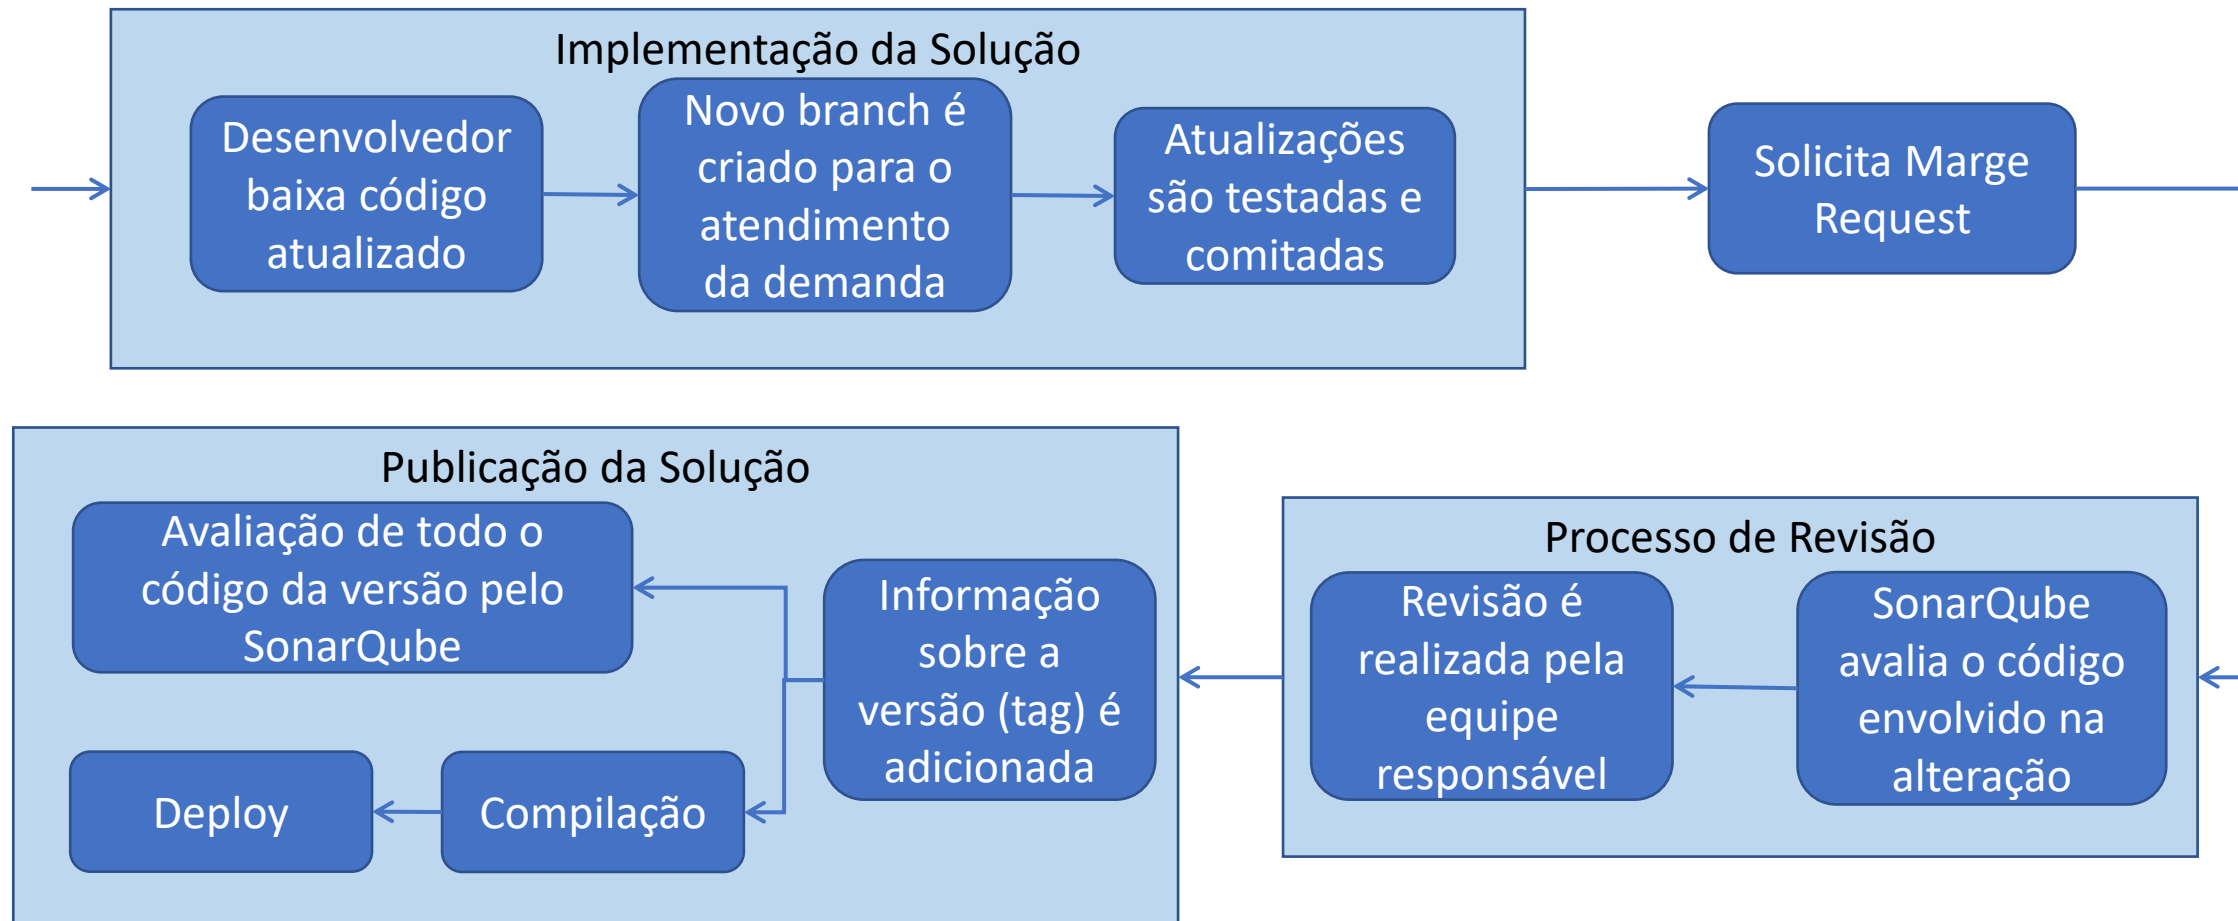 Implementação da Solução
Desenvolvedor
baixa código
atualizado
Novo branch é
criado para o
atendimento
da demanda
Atualizações
são testadas e
comitadas
Solicita Marge
Request
Processo de Revisão
SonarQube
avalia o código
envolvido na
alteração
Revisão é
realizada pela
equipe
responsável
Publicação da Solução
Informação
sobre a
versão (tag) é
adicionada
Avaliação de todo o
código da versão pelo
SonarQube
Compilação
Deploy